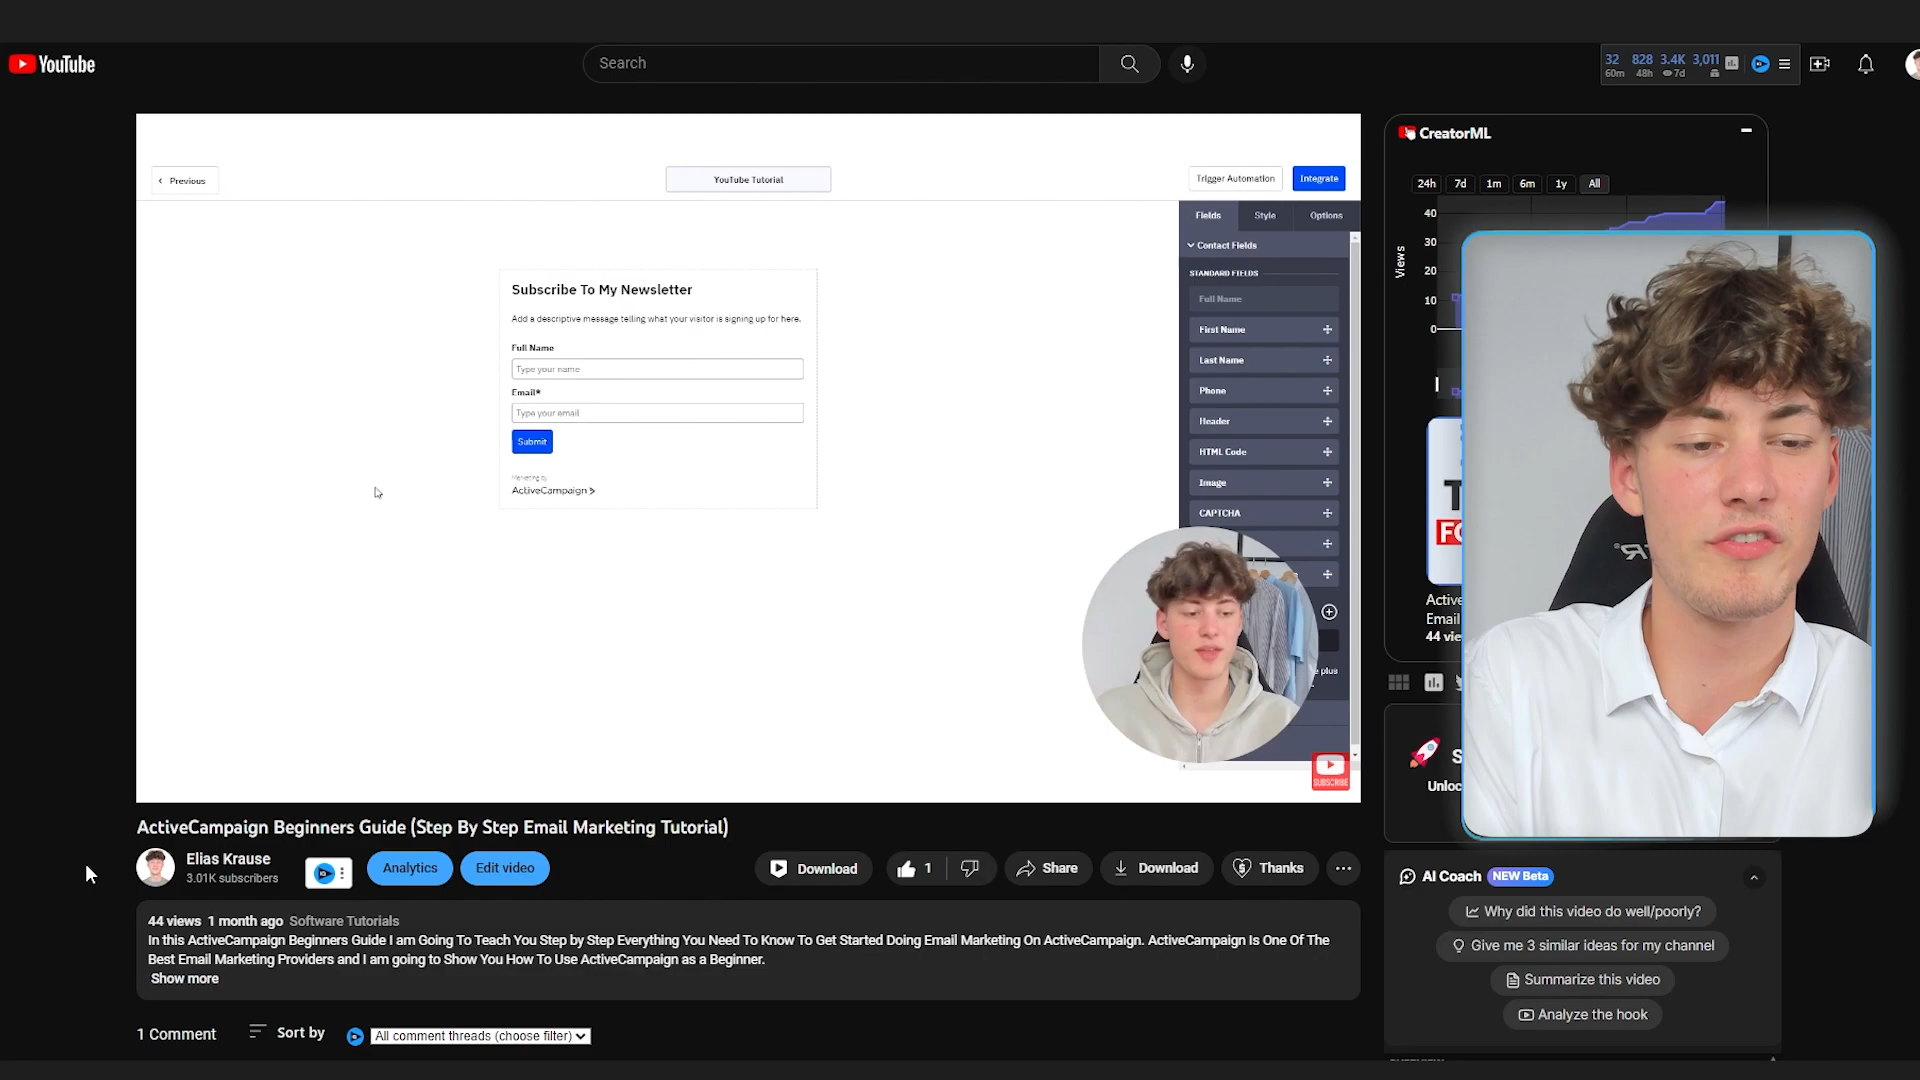 YouTube
Search
32 828 3.4K 3,011
60m 48h 7d
Previous
YouTube Tutorial
Trigger Automation
Integrate
Fields Style Options
Contact Fields
STANDARD FIELDS
Full Name
First Name
Last Name
Phone
Header
HTML Code
Image
CAPTCHA
plus
Subscribe To My Newsletter
Add a descriptive message telling what your visitor is signing up for here.
Full Name
Type your name
Email*
Type your email
Submit
Marketing by
ActiveCampaign >
SUBSCRIBE
CreatorML
24h 7d 1m 6m 1y All
Views
40
30
20
10
0
Active
Email
44 vie
Unloc
ActiveCampaign Beginners Guide (Step By Step Email Marketing Tutorial)
Elias Krause
3.01K subscribers
Analytics
Edit video
Download
1
Share
Download
Thanks
44 views 1 month ago Software Tutorials
In this ActiveCampaign Beginners Guide I am Going To Teach You Step by Step Everything You Need To Know To Get Started Doing Email Marketing On ActiveCampaign. ActiveCampaign Is One Of The
Best Email Marketing Providers and I am going to Show You How To Use ActiveCampaign as a Beginner.
Show more
1 Comment
Sort by
All comment threads (choose filter)
AI Coach NEW Beta
Why did this video do well/poorly?
Give me 3 similar ideas for my channel
Summarize this video
Analyze the hook